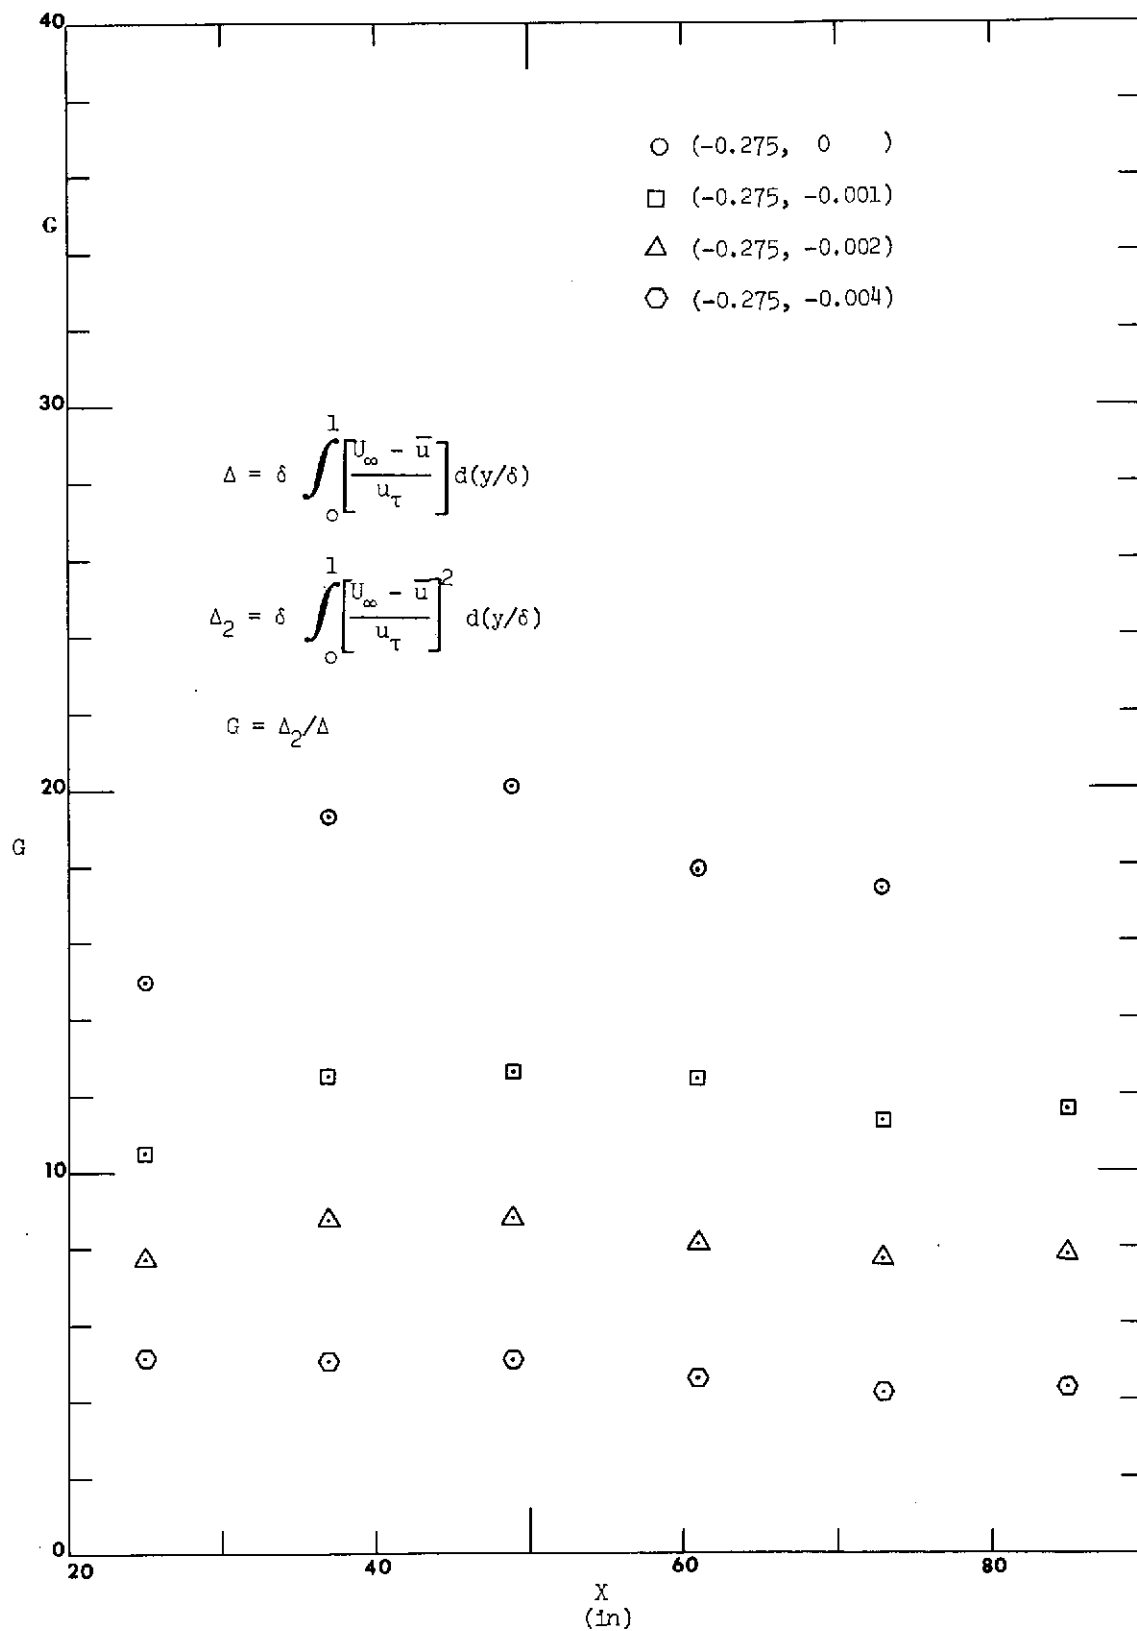 40
○ (-0.275, 0 )
□ (-0.275, -0.001)
G
△ (-0.275, -0.002)
⬡ (-0.275, -0.004)
30
Δ = δ ∫₀¹ [(U∞ - u̅)/u_τ] d(y/δ)
Δ₂ = δ ∫₀¹ [(U∞ - u̅)/u_τ]² d(y/δ)
G = Δ₂/Δ
20
G
10
0
20 40 60 80
X
(in)